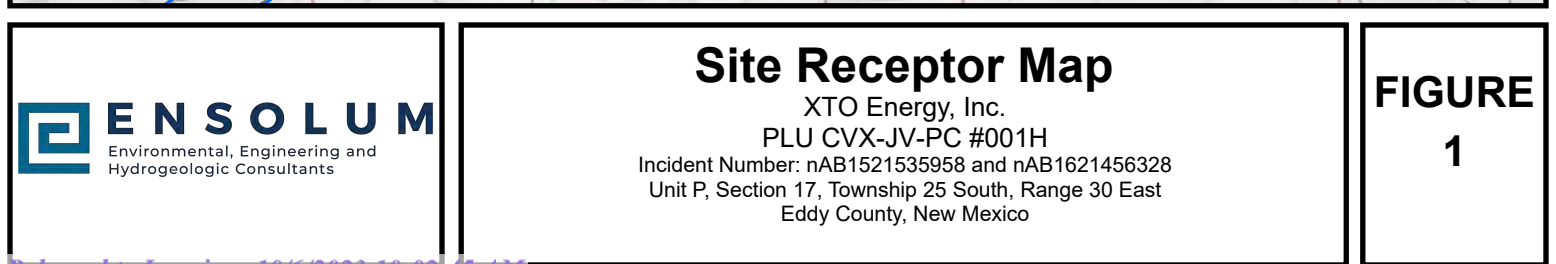 ENSOLUM
Environmental, Engineering and
Hydrogeologic Consultants
Site Receptor Map
XTO Energy, Inc.
PLU CVX-JV-PC #001H
Incident Number: nAB1521535958 and nAB1621456328
Unit P, Section 17, Township 25 South, Range 30 East
Eddy County, New Mexico
FIGURE
1